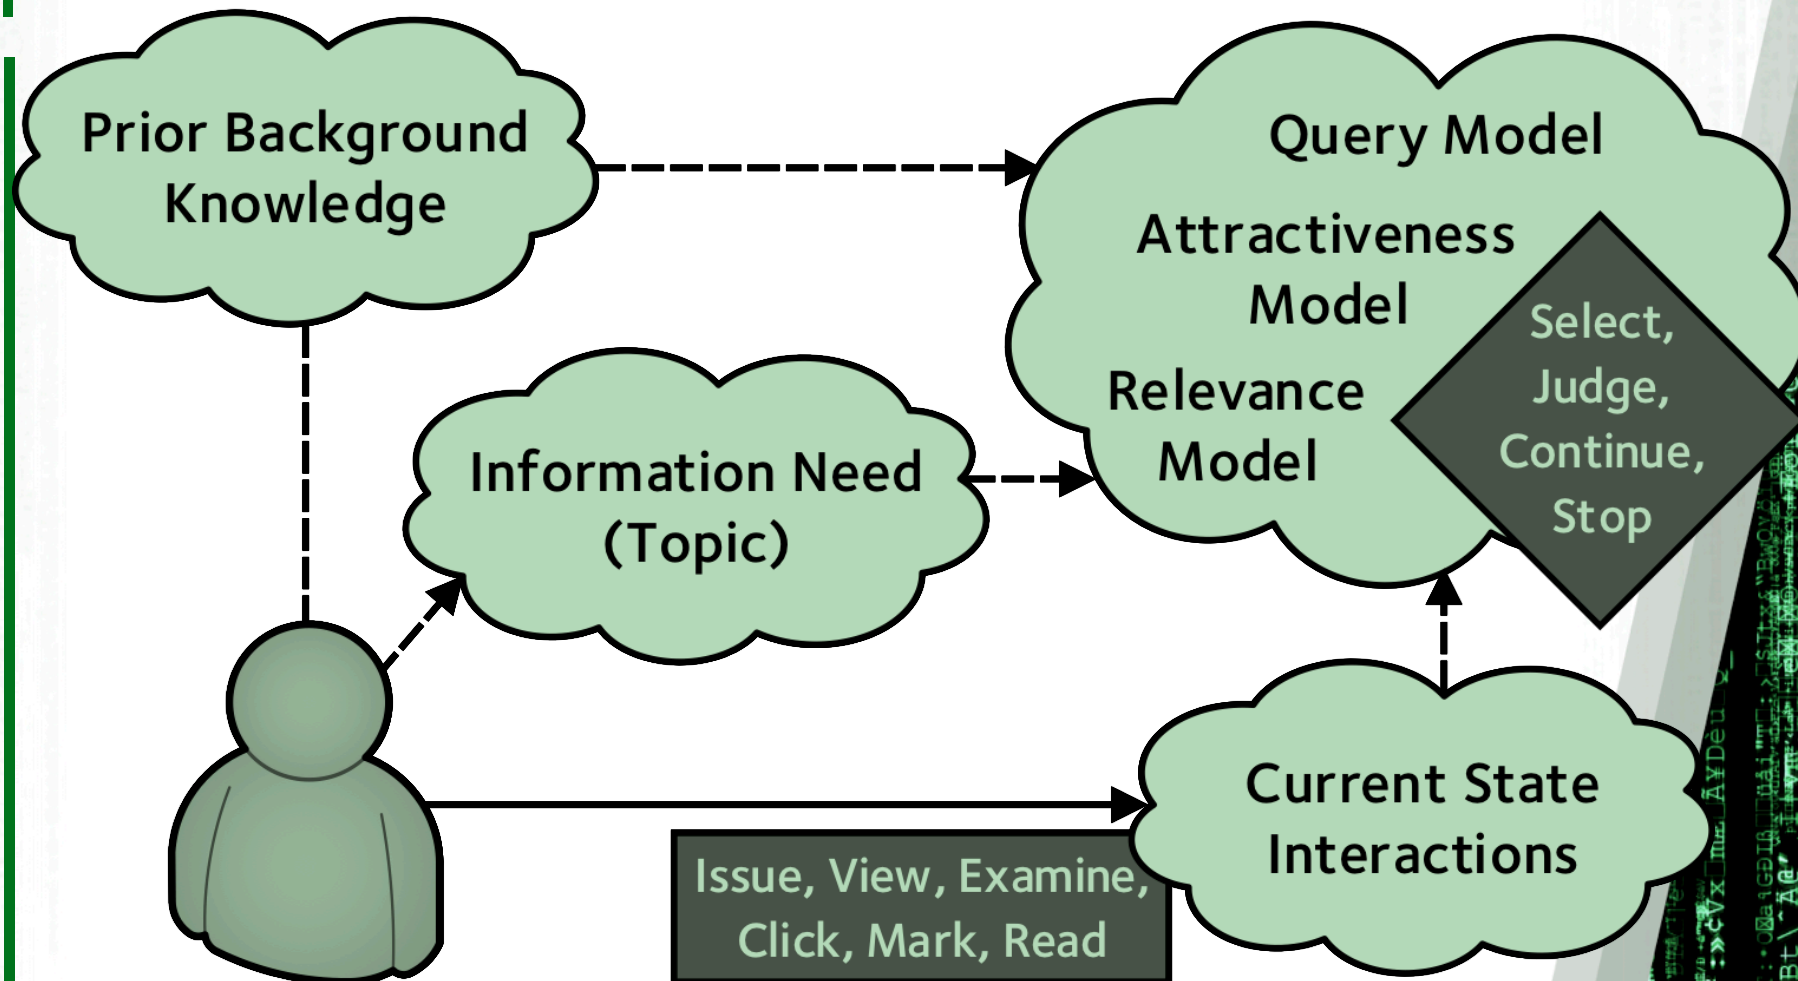 Prior Background
Knowledge
Query Model
Attractiveness
Model
Relevance
Model
Select,
Judge,
Continue,
Stop
Information Need
(Topic)
Current State
Interactions
Issue, View, Examine,
Click, Mark, Read